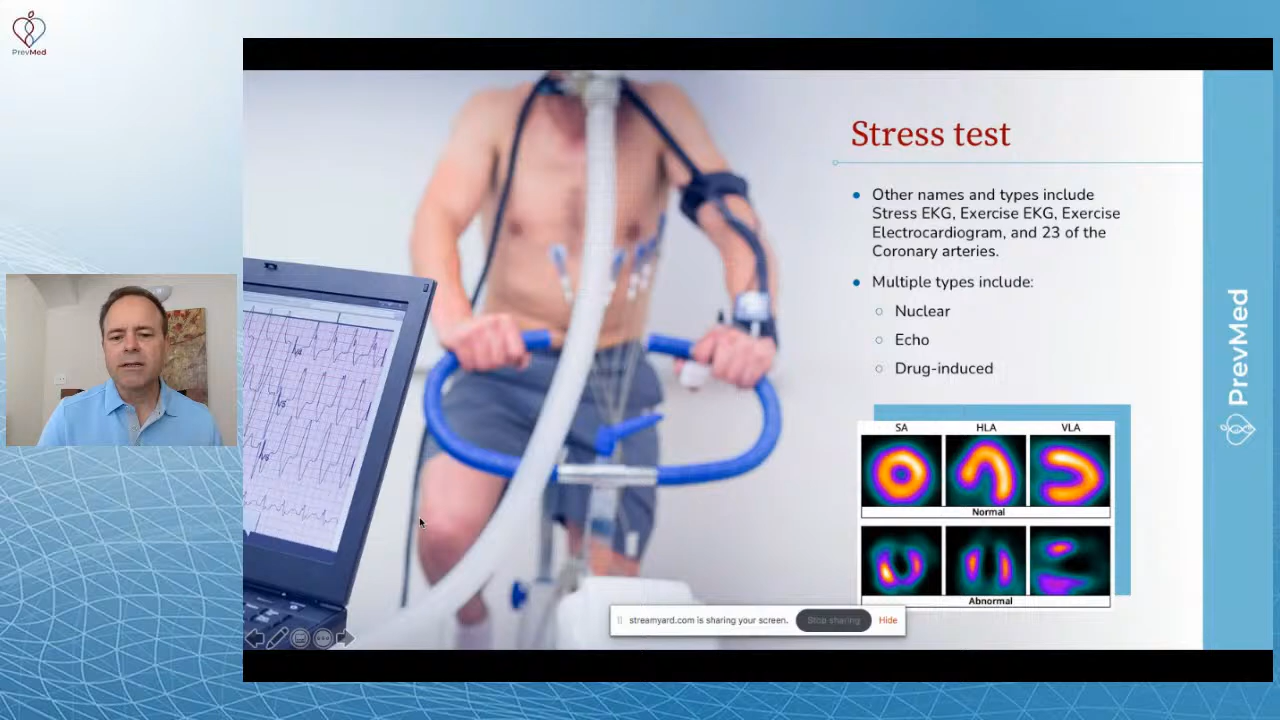 PrevMed
Stress test
Other names and types include
Stress EKG, Exercise EKG, Exercise
Electrocardiogram, and 23 of the
Coronary arteries.
Multiple types include:
Nuclear
Echo
Drug-induced
SA HLA VLA
Normal
Abnormal
PrevMed
streamyard.com is sharing your screen. Stop sharing Hide